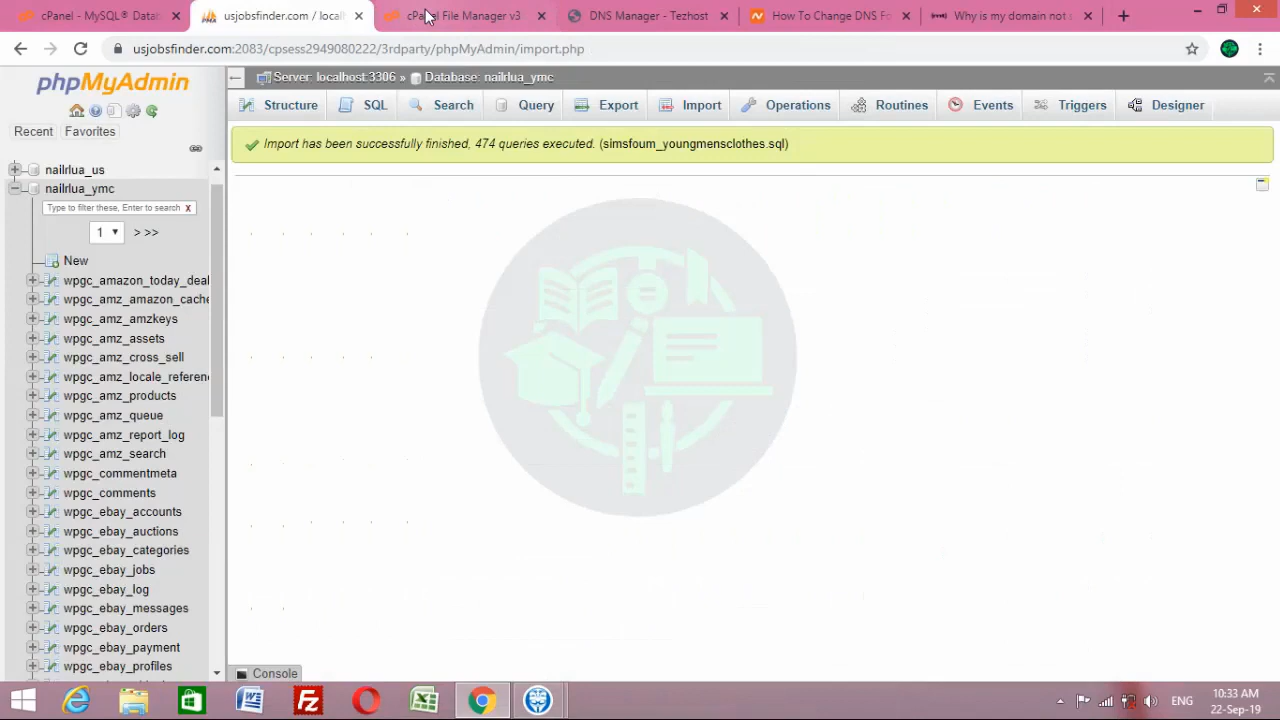 cPanel - MySQL® Datab
usjobsfinder.com / localh
cPanel File Manager v3
DNS Manager - Tezhost
How To Change DNS Fo
Why is my domain not
usjobsfinder.com:2083/cpsess2949080222/3rdparty/phpMyAdmin/import.php
phpMyAdmin
Server: localhost:3306 » Database: nailrlua_ymc
Structure SQL Search Query Export Import Operations Routines Events Triggers Designer
Recent Favorites
Import has been successfully finished, 474 queries executed. (simsfoum_youngmensclothes.sql)
nailrlua_us
nailrlua_ymc
Type to filter these, Enter to search X
1 > >>
New
wpgc_amazon_today_deal
wpgc_amz_amazon_cache
wpgc_amz_amzkeys
wpgc_amz_assets
wpgc_amz_cross_sell
wpgc_amz_locale_referenc
wpgc_amz_products
wpgc_amz_queue
wpgc_amz_report_log
wpgc_amz_search
wpgc_commentmeta
wpgc_comments
wpgc_ebay_accounts
wpgc_ebay_auctions
wpgc_ebay_categories
wpgc_ebay_jobs
wpgc_ebay_log
wpgc_ebay_messages
wpgc_ebay_orders
wpgc_ebay_payment
wpgc_ebay_profiles
Console
ENG
10:33 AM
22-Sep-19